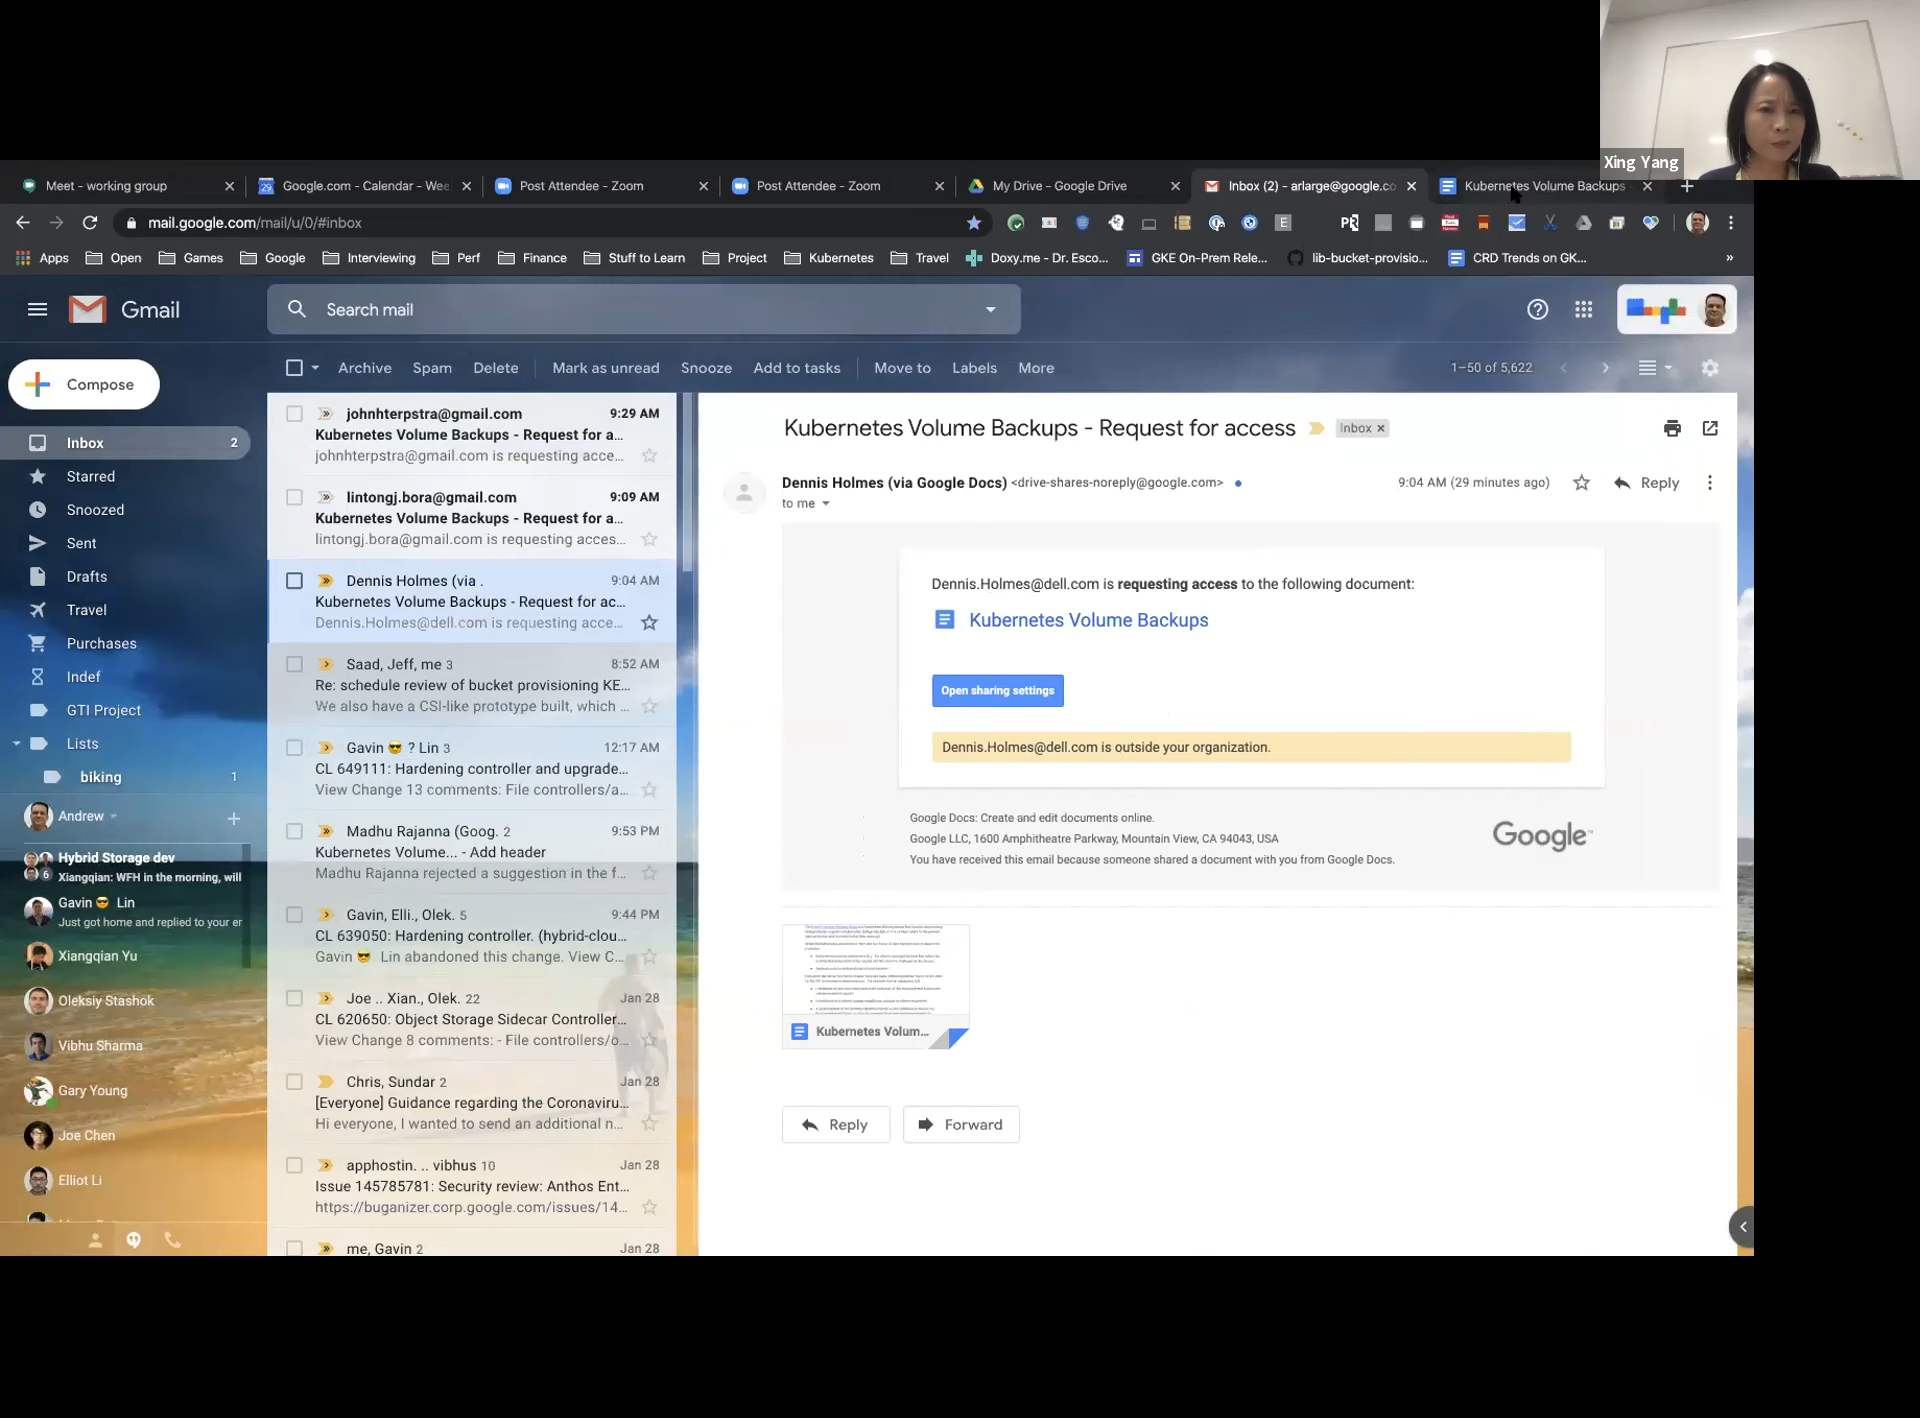 Xing Yang
Meet - working group
Google.com - Calendar - Wee
Post Attendee - Zoom
Post Attendee - Zoom
My Drive - Google Drive
Inbox (2) - arlarge@google.co
Kubernetes Volume Backups
mail.google.com/mail/u/0/#inbox
Apps
Open
Games
Google
Interviewing
Perf
Finance
Stuff to Learn
Project
Kubernetes
Travel
Doxy.me - Dr. Esco...
GKE On-Prem Rele...
lib-bucket-provisio...
CRD Trends on GK...
»
Gmail
Search mail
Compose
Archive
Spam
Delete
Mark as unread
Snooze
Add to tasks
Move to
Labels
More
1–50 of 5,622
Inbox 2
Starred
Snoozed
Sent
Drafts
Travel
Purchases
Indef
GTI Project
Lists
biking 1
Andrew
Hybrid Storage dev
6 Xiangqian: WFH in the morning, will
Gavin 😎 Lin
Just got home and replied to your er
Xiangqian Yu
Oleksiy Stashok
Vibhu Sharma
Gary Young
Joe Chen
Elliot Li
johnhterpstra@gmail.com 9:29 AM
Kubernetes Volume Backups - Request for a...
johnhterpstra@gmail.com is requesting acce...
lintongj.bora@gmail.com 9:09 AM
Kubernetes Volume Backups - Request for a...
lintongj.bora@gmail.com is requesting acces...
Dennis Holmes (via . 9:04 AM
Kubernetes Volume Backups - Request for ac...
Dennis.Holmes@dell.com is requesting acce...
Saad, Jeff, me 3 8:52 AM
Re: schedule review of bucket provisioning KE...
We also have a CSI-like prototype built, which ...
Gavin 😎 ? Lin 3 12:17 AM
CL 649111: Hardening controller and upgrade...
View Change 13 comments: File controllers/a...
Madhu Rajanna (Goog. 2 9:53 PM
Kubernetes Volume... - Add header
Madhu Rajanna rejected a suggestion in the f...
Gavin, Elli., Olek. 5 9:44 PM
CL 639050: Hardening controller. (hybrid-clou...
Gavin 😎 Lin abandoned this change. View C...
Joe .. Xian., Olek. 22 Jan 28
CL 620650: Object Storage Sidecar Controller...
View Change 8 comments: - File controllers/o...
Chris, Sundar 2 Jan 28
[Everyone] Guidance regarding the Coronaviru...
Hi everyone, I wanted to send an additional n...
apphostin. .. vibhus 10 Jan 28
Issue 145785781: Security review: Anthos Ent...
https://buganizer.corp.google.com/issues/14...
me, Gavin 2 Jan 28
Kubernetes Volume Backups - Request for access
Inbox ×
Dennis Holmes (via Google Docs) <drive-shares-noreply@google.com>
9:04 AM (29 minutes ago)
Reply
to me
Dennis.Holmes@dell.com is requesting access to the following document:
Kubernetes Volume Backups
Open sharing settings
Dennis.Holmes@dell.com is outside your organization.
Google Docs: Create and edit documents online.
Google LLC, 1600 Amphitheatre Parkway, Mountain View, CA 94043, USA
You have received this email because someone shared a document with you from Google Docs.
Google
Kubernetes Volum...
Reply
Forward